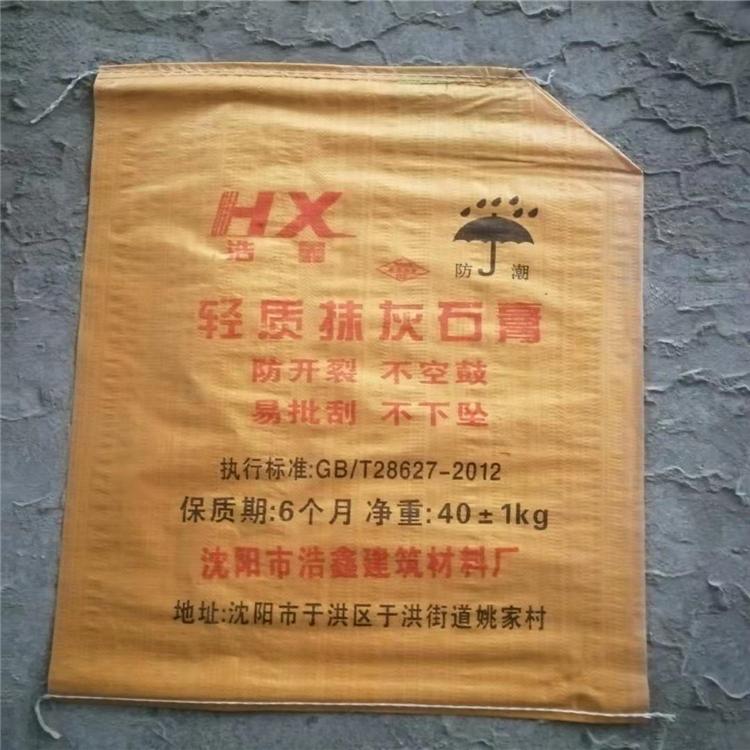 HX
浩鑫
防潮
轻质抹灰石膏
防开裂 不空鼓
易批刮 不下坠
执行标准:GB/T28627-2012
保质期:6个月 净重:40±1kg
沈阳市浩鑫建筑材料厂
地址:沈阳市于洪区于洪街道姚家村